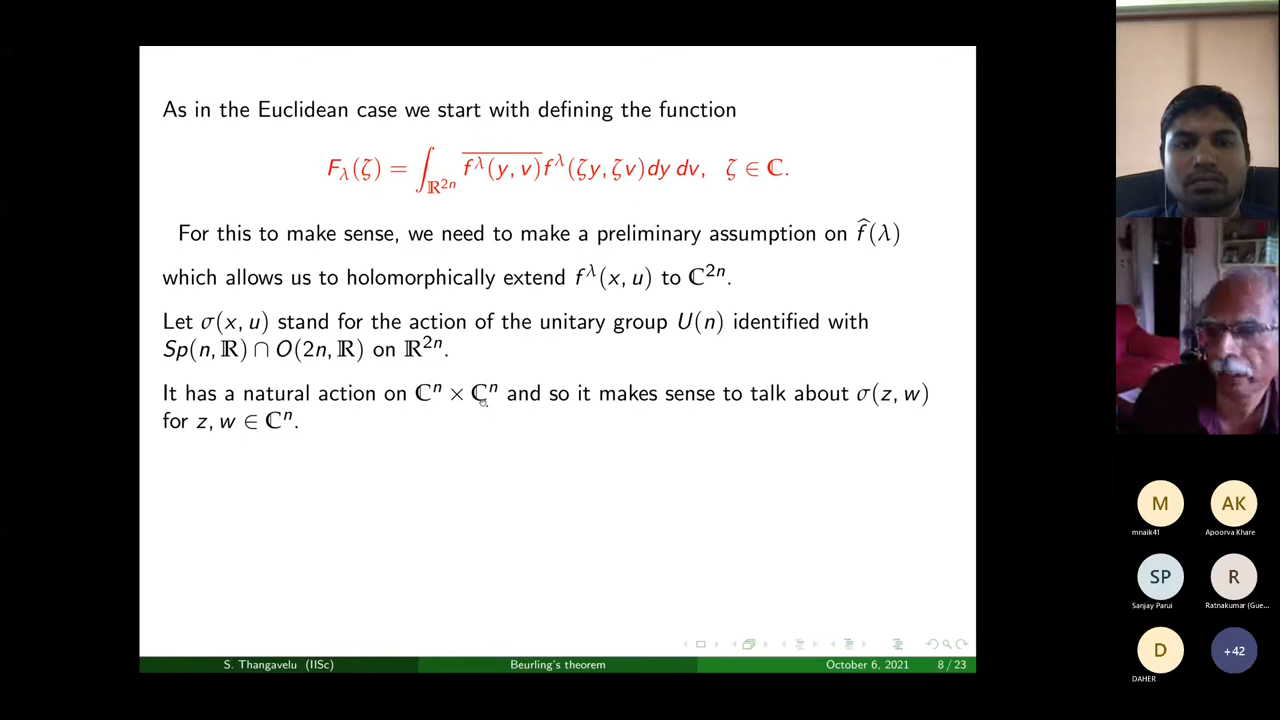 As in the Euclidean case we start with defining the function
F_λ(ζ) = ∫_{ℝ^{2n}} \overline{f^λ(y, v)} f^λ(ζy, ζv)dy dv, ζ ∈ ℂ.
For this to make sense, we need to make a preliminary assumption on \widehat{f}(λ)
which allows us to holomorphically extend f^λ(x, u) to ℂ^{2n}.
Let σ(x, u) stand for the action of the unitary group U(n) identified with
Sp(n, ℝ) ∩ O(2n, ℝ) on ℝ^{2n}.
It has a natural action on ℂ^n × ℂ^n and so it makes sense to talk about σ(z, w)
for z, w ∈ ℂ^n.
S. Thangavelu (IISc) Beurling's theorem October 6, 2021 8 / 23
M AK
mnaik41 Apoorva Khare
SP R
Sanjay Parui Ratnakumar (Gue...
D +42
DAHER